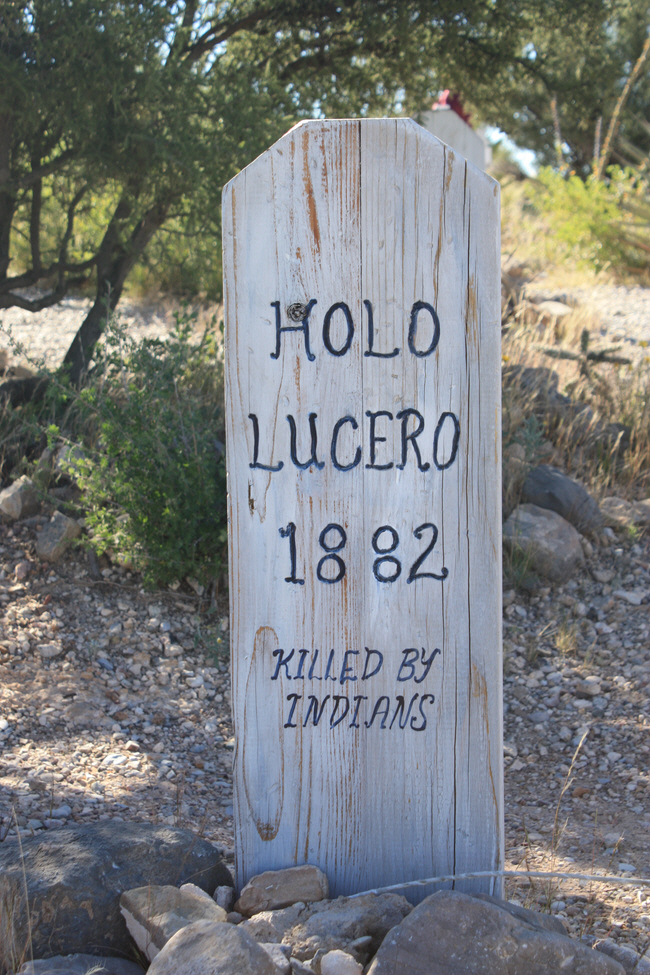 HOLO
LUCERO
1882
KILLED BY
INDIANS